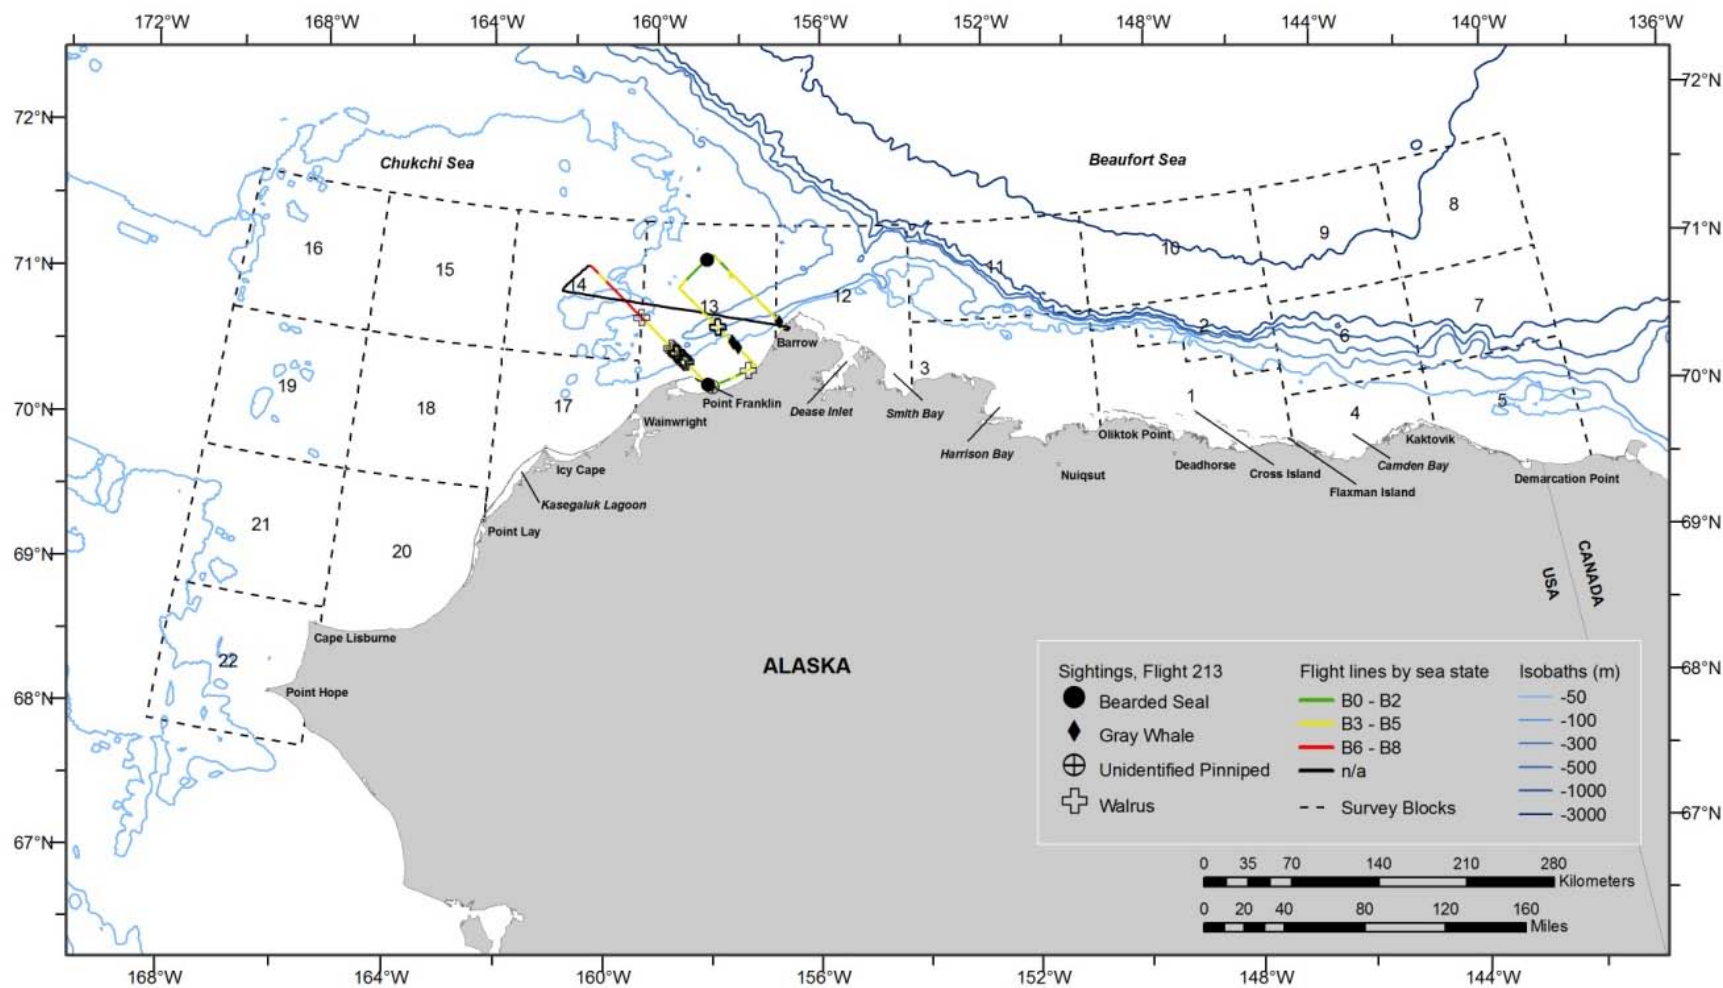 172°W 168°W 164°W 160°W 156°W 152°W 148°W 144°W 140°W 136°W
72°N 72°N
Chukchi Sea Beaufort Sea
8
9
16 10 71°N
15 11
71°N 14 13 12 7
2 6
Barrow
3 70°N
19 18 17 Point Franklin Dease Inlet Smith Bay 1 4 5
70°N Wainwright Harrison Bay Oliktok Point Kaktovik
Icy Cape Nuiqsut Deadhorse Cross Island Camden Bay
Kasegaluk Lagoon Flaxman Island Demarcation Point
21 Point Lay 69°N
69°N 20 USA CANADA
Cape Lisburne
22 ALASKA 68°N
68°N Point Hope
Sightings, Flight 213
Bearded Seal
Gray Whale
Unidentified Pinniped
Walrus
Flight lines by sea state
B0 - B2
B3 - B5
B6 - B8
n/a
Survey Blocks
Isobaths (m)
-50
-100
-300
-500
-1000
-3000
67°N 67°N
0 35 70 140 210 280
Kilometers
0 20 40 80 120 160
Miles
168°W 164°W 160°W 156°W 152°W 148°W 144°W